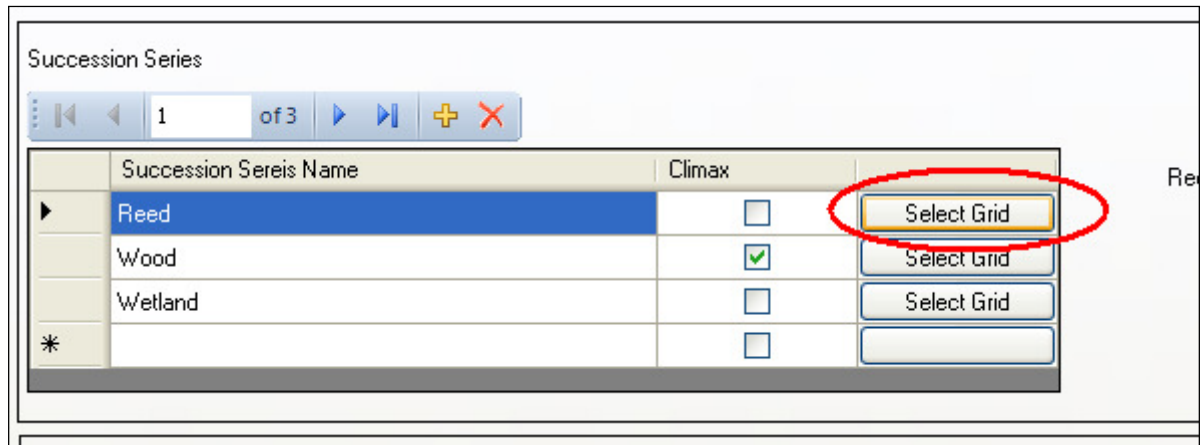 Succession Series
1 of 3
Succession Sereis Name Climax
Reed Select Grid
Wood Select Grid
Wetland Select Grid